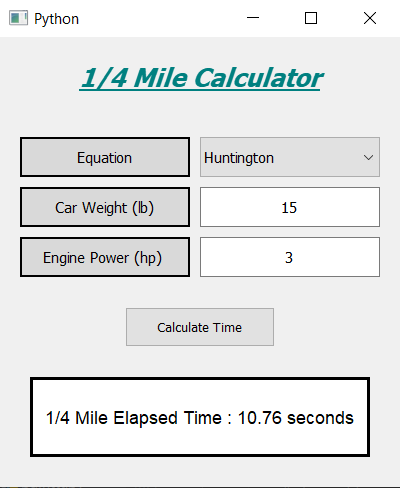 Python
1/4 Mile Calculator
Equation
Huntington
Car Weight (lb)
15
Engine Power (hp)
3
Calculate Time
1/4 Mile Elapsed Time : 10.76 seconds